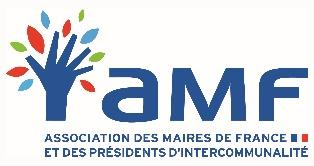 AMF
ASSOCIATION DES MAIRES DE FRANCE
ET DES PRÉSIDENTS D'INTERCOMMUNALITÉ